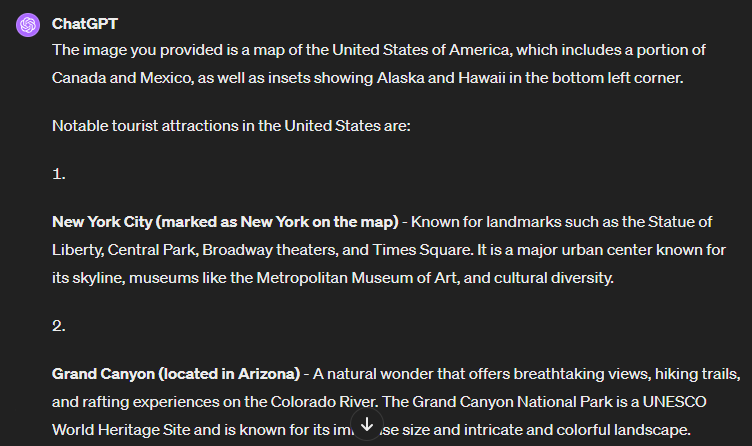 ChatGPT
The image you provided is a map of the United States of America, which includes a portion of
Canada and Mexico, as well as insets showing Alaska and Hawaii in the bottom left corner.
Notable tourist attractions in the United States are:
1.
New York City (marked as New York on the map) - Known for landmarks such as the Statue of
Liberty, Central Park, Broadway theaters, and Times Square. It is a major urban center known for
its skyline, museums like the Metropolitan Museum of Art, and cultural diversity.
2.
Grand Canyon (located in Arizona) - A natural wonder that offers breathtaking views, hiking trails,
and rafting experiences on the Colorado River. The Grand Canyon National Park is a UNESCO
World Heritage Site and is known for its size and intricate and colorful landscape.